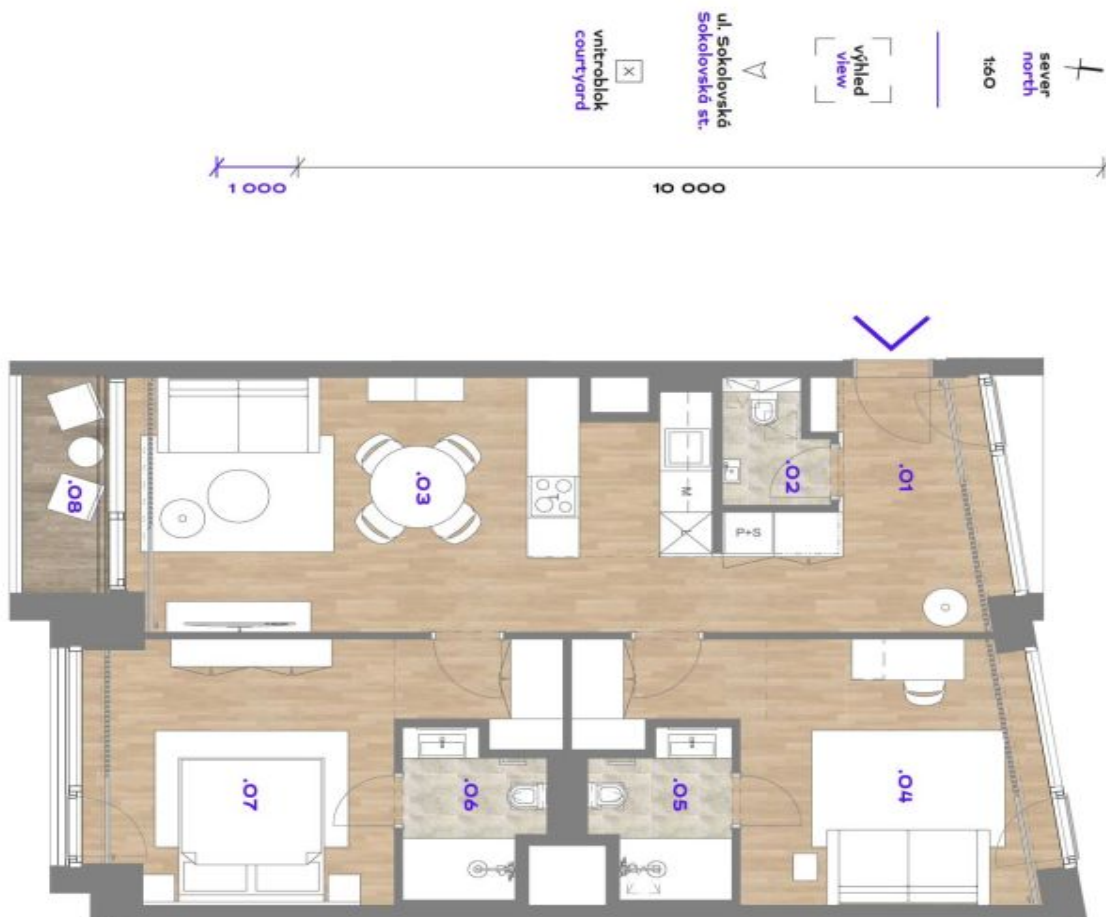 sever
north
1:60
výhled
view
ul. Sokolovská
Sokolovská st.
vnitroblok
courtyard
1 000
10 000
.01
.02
P+S
M
.03
.08
.04
.05
.06
.07